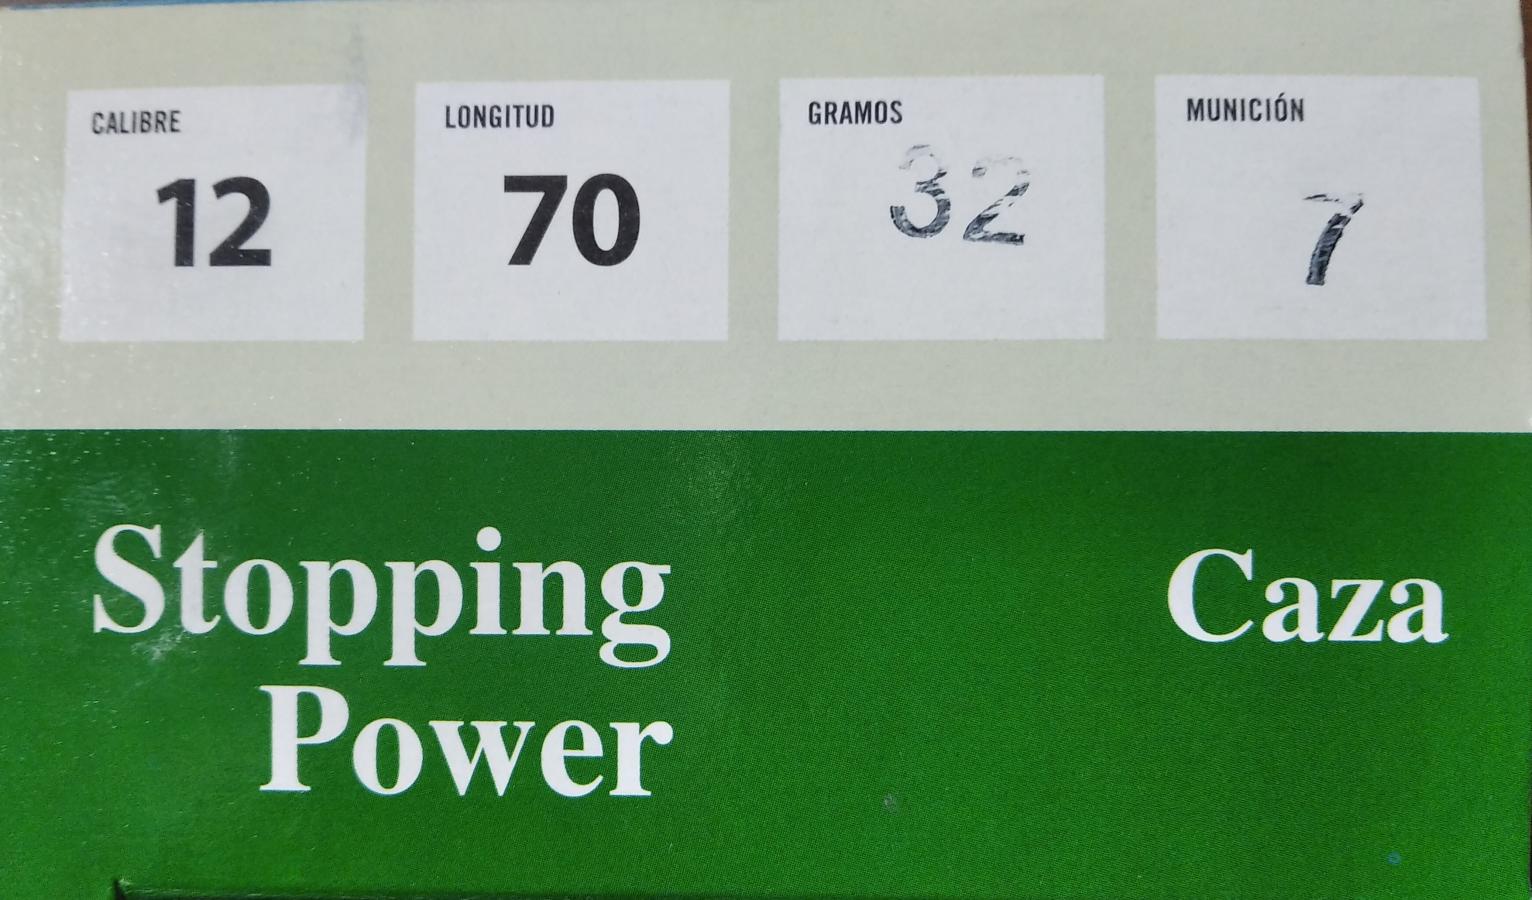 CALIBRE
12
LONGITUD
70
GRAMOS
32
MUNICIÓN
7
Stopping
Power
Caza